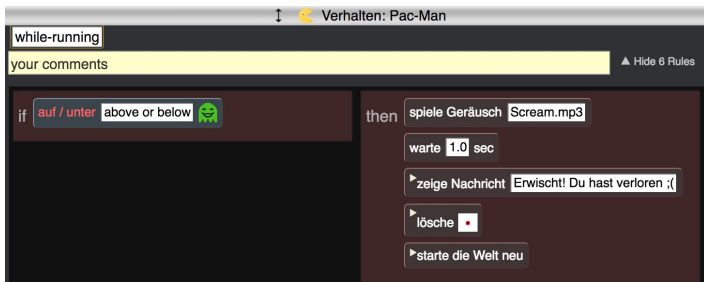 Verhalten: Pac-Man
while-running
your comments
Hide 6 Rules
if auf / unter above or below
then spiele Geräusch Scream.mp3
warte 1.0 sec
zeige Nachricht Erwischt! Du hast verloren ;(
lösche
starte die Welt neu